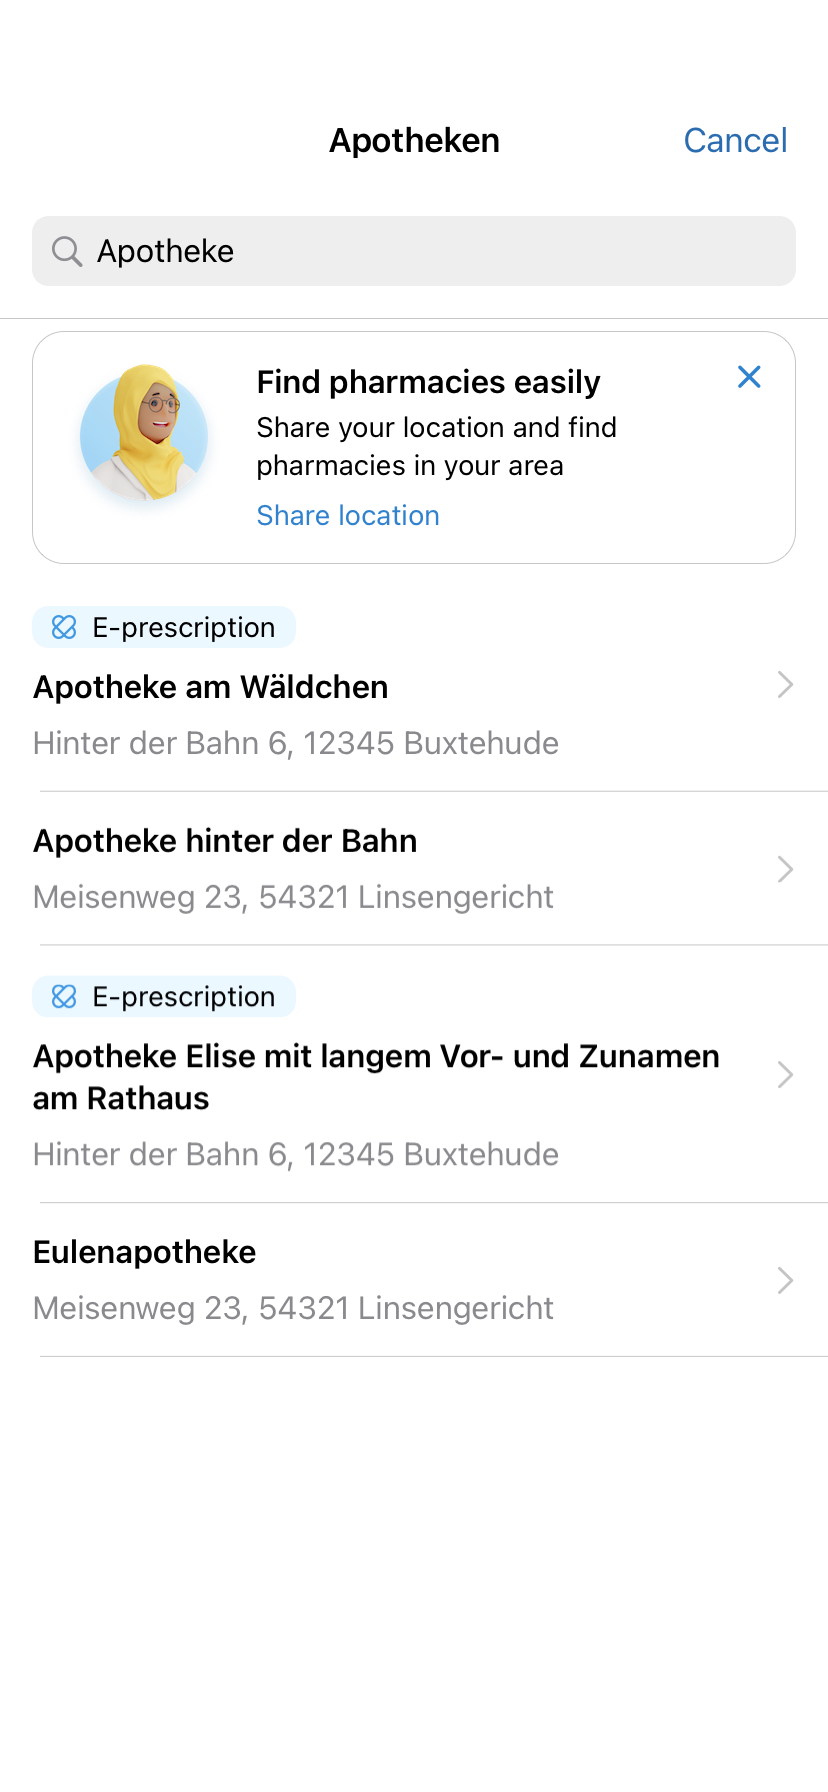 Apotheken
Cancel
Apotheke
Find pharmacies easily
Share your location and find
pharmacies in your area
Share location
E-prescription
Apotheke am Wäldchen
Hinter der Bahn 6, 12345 Buxtehude
Apotheke hinter der Bahn
Meisenweg 23, 54321 Linsengericht
E-prescription
Apotheke Elise mit langem Vor- und Zunamen
am Rathaus
Hinter der Bahn 6, 12345 Buxtehude
Eulenapotheke
Meisenweg 23, 54321 Linsengericht